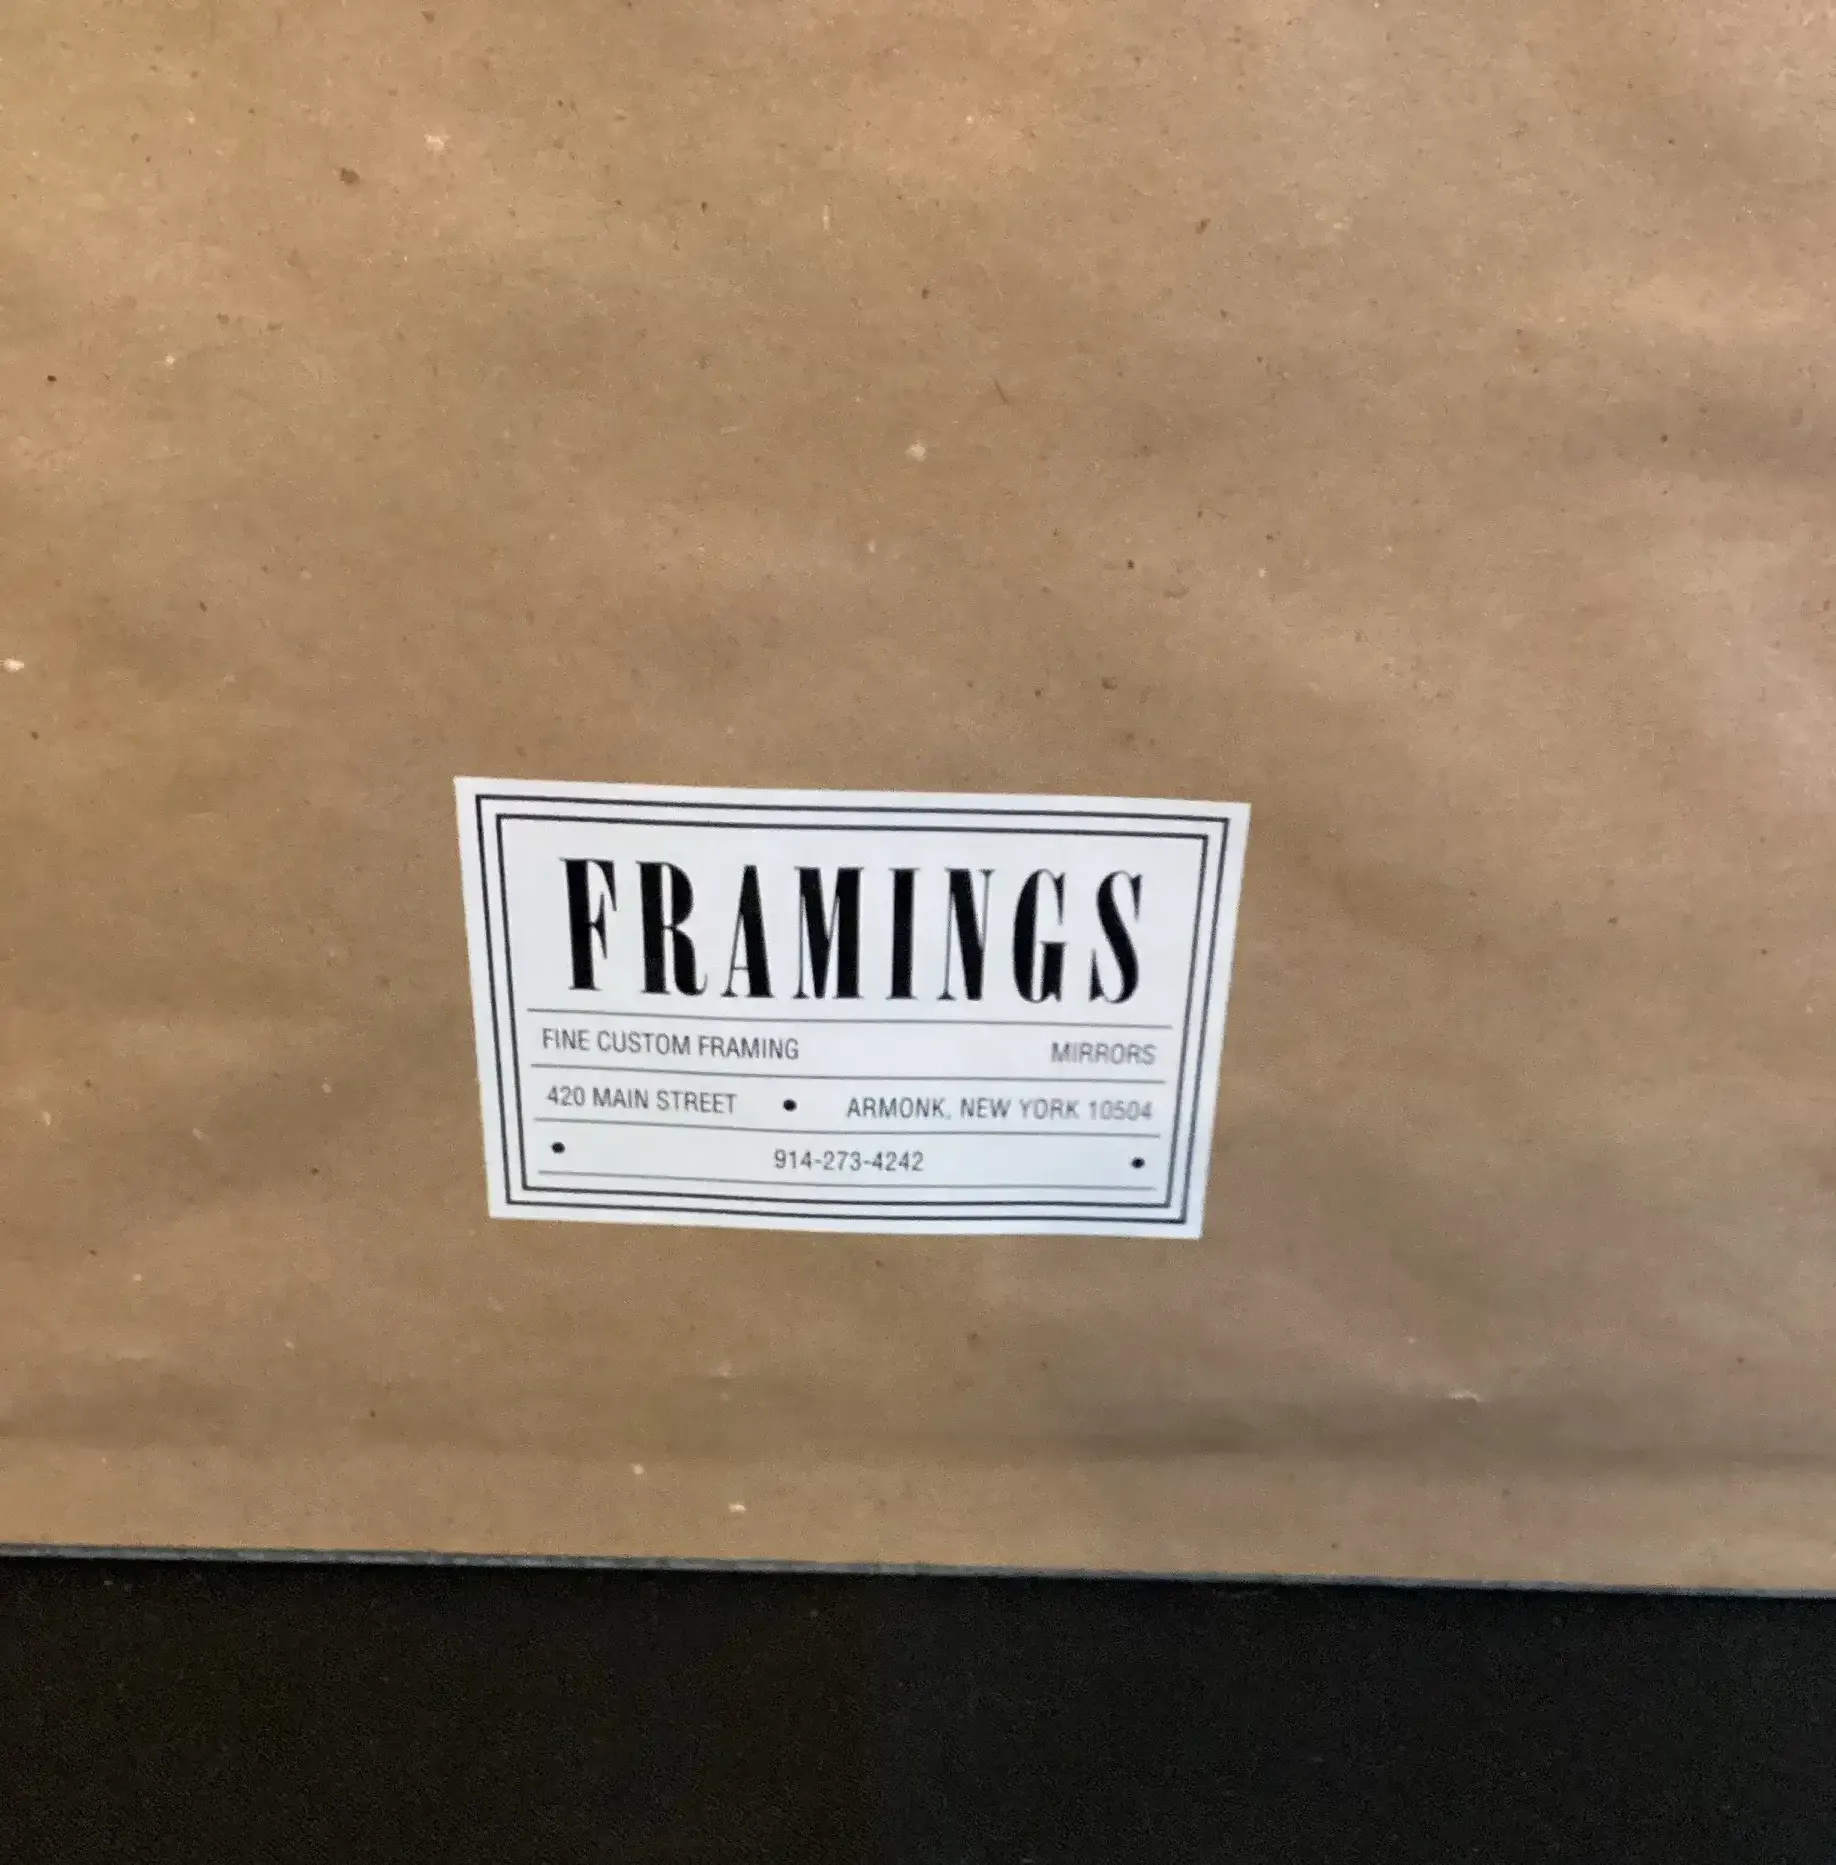 FRAMINGS
FINE CUSTOM FRAMING MIRRORS
420 MAIN STREET • ARMONK, NEW YORK 10504
• 914-273-4242 •